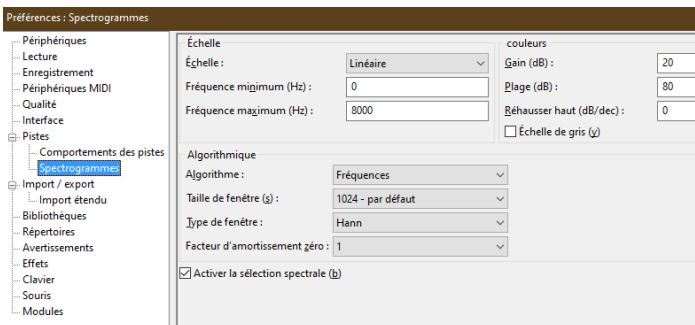 Préférences : Spectrogrammes
Périphériques
Lecture
Enregistrement
Périphériques MIDI
Qualité
Interface
Pistes
Comportements des pistes
Spectrogrammes
Import / export
Import étendu
Bibliothèques
Répertoires
Avertissements
Effets
Clavier
Souris
Modules
Échelle
Échelle : Linéaire
Fréquence minimum (Hz) : 0
Fréquence maximum (Hz) : 8000
couleurs
Gain (dB) : 20
Plage (dB) : 80
Réhausser haut (dB/dec) : 0
Échelle de gris (y)
Algorithmique
Algorithme : Fréquences
Taille de fenêtre (s) : 1024 - par défaut
Type de fenêtre : Hann
Facteur d'amortissement zéro : 1
Activer la sélection spectrale (b)